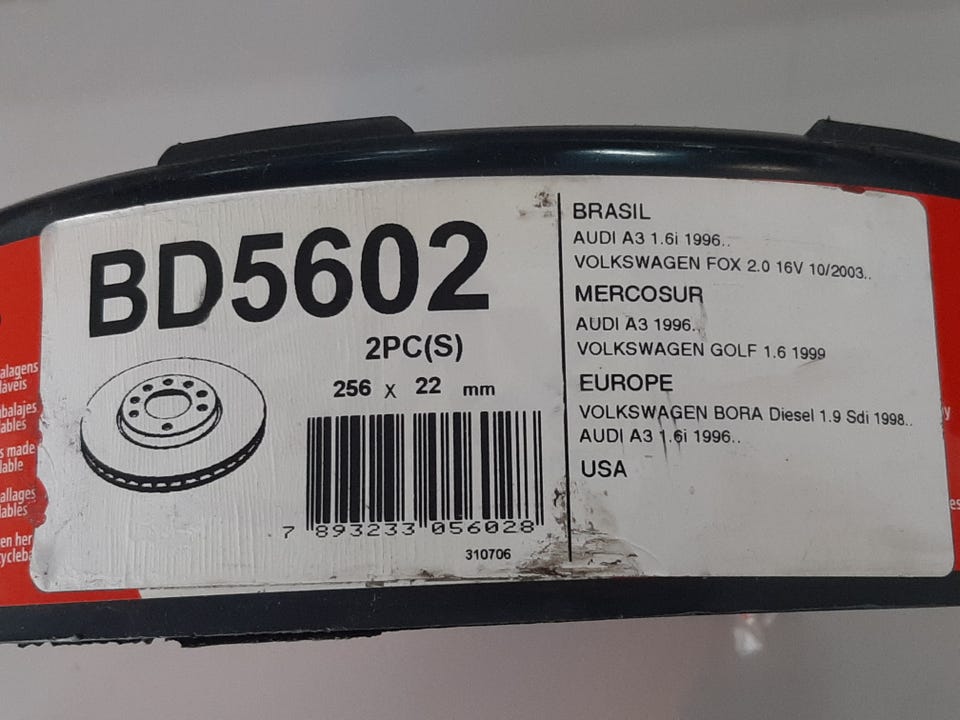 BD5602
2PC(S)
256 x 22 mm
7 893233 056028
310706
BRASIL
AUDI A3 1.6i 1996..
VOLKSWAGEN FOX 2.0 16V 10/2003..
MERCOSUR
AUDI A3 1996..
VOLKSWAGEN GOLF 1.6 1999
EUROPE
VOLKSWAGEN BORA Diesel 1.9 Sdi 1998..
AUDI A3 1.6i 1996..
USA